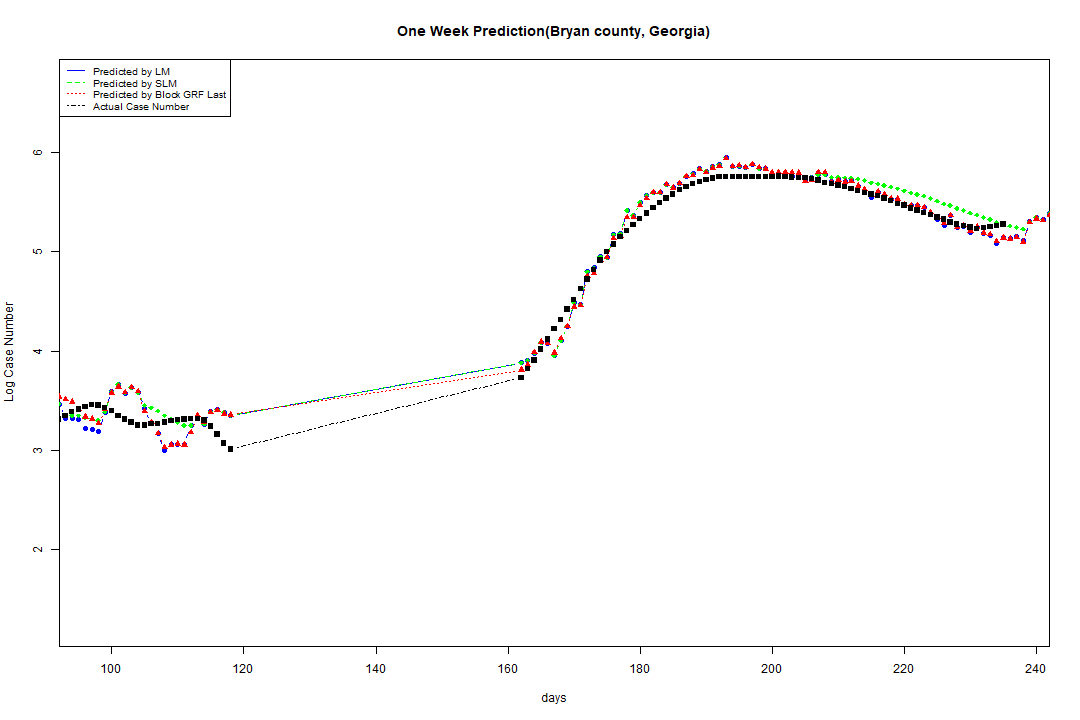 One Week Prediction(Bryan county, Georgia)
Predicted by LM
Predicted by SLM
Predicted by Block GRF Last
Actual Case Number
6
5
4
3
2
Log Case Number
100 120 140 160 180 200 220 240
days